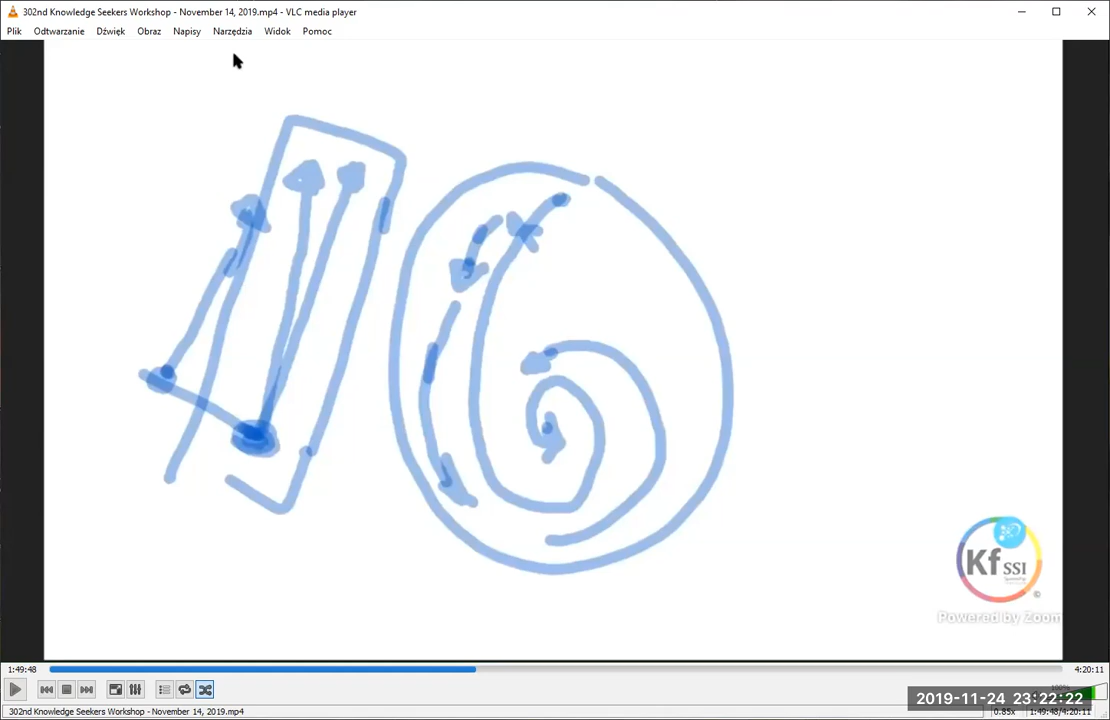 302nd Knowledge Seekers Workshop - November 14, 2019.mp4 - VLC media player
Plik Odtwarzanie Dźwięk Obraz Napisy Narzędzia Widok Pomoc
Kf SSI
©
Powered by Zoom
1:49:48 4:20:11
100%
2019-11-24 23:22:22
302nd Knowledge Seekers Workshop - November 14, 2019.mp4 0.85x 1:49:48/4:20:11